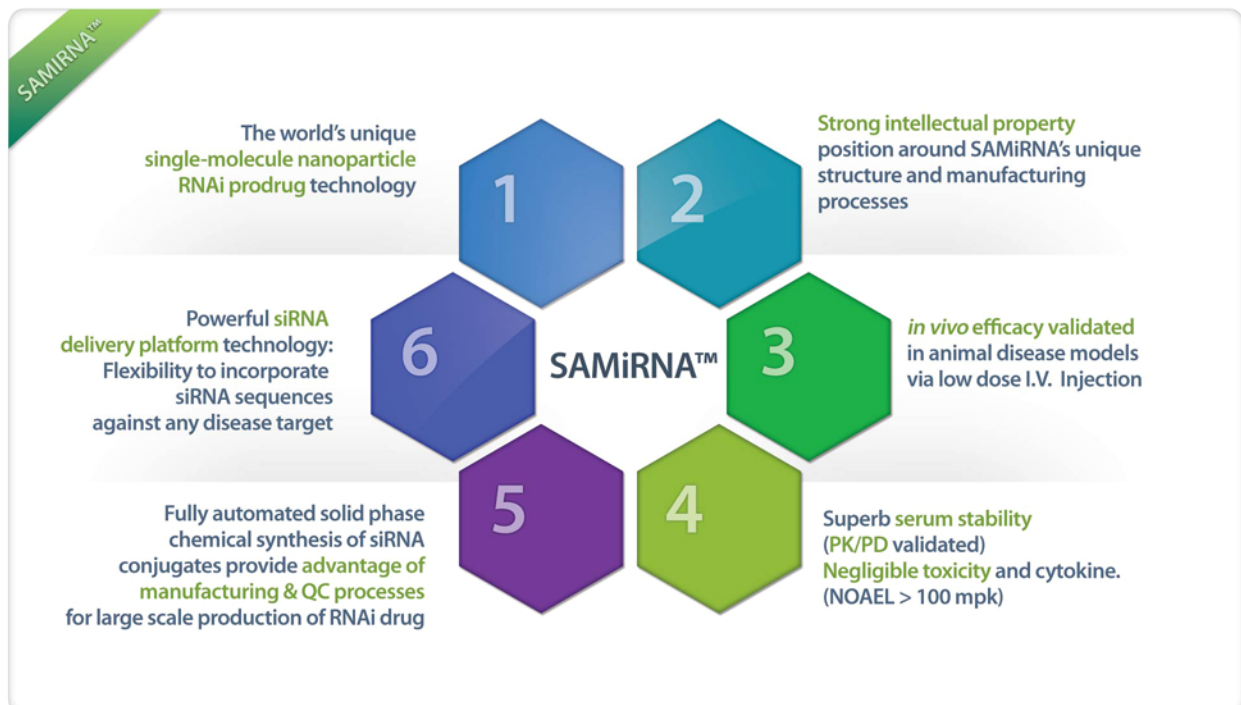 SAMIRNA™
The world's unique
single-molecule nanoparticle
RNAi prodrug technology
1
2
Strong intellectual property
position around SAMiRNA's unique
structure and manufacturing
processes
Powerful siRNA
delivery platform technology:
Flexibility to incorporate
siRNA sequences
against any disease target
6
SAMiRNA™
3
in vivo efficacy validated
in animal disease models
via low dose I.V. Injection
Fully automated solid phase
chemical synthesis of siRNA
conjugates provide advantage of
manufacturing & QC processes
for large scale production of RNAi drug
5
4
Superb serum stability
(PK/PD validated)
Negligible toxicity and cytokine.
(NOAEL > 100 mpk)